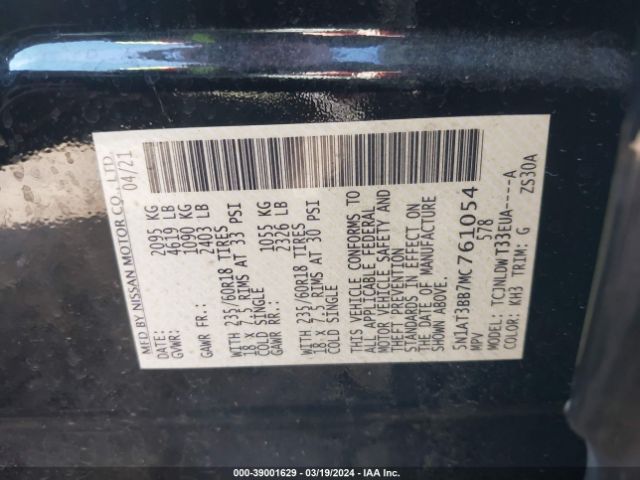 MFD BY NISSAN MOTOR CO., LTD.
DATE: 04/21
GVWR: 2095 KG
4619 LB
GAWR FR.: 1090 KG
2403 LB
WITH 235/60R18 TIRES
18 X 7.5 RIMS AT 33 PSI
COLD SINGLE
GAWR RR.: 1055 KG
2326 LB
WITH 235/60R18 TIRES
18 X 7.5 RIMS AT 30 PSI
COLD SINGLE
THIS VEHICLE CONFORMS TO
ALL APPLICABLE FEDERAL
MOTOR VEHICLE SAFETY AND
THEFT PREVENTION
STANDARDS IN EFFECT ON
THE DATE OF MANUFACTURE
SHOWN ABOVE.
5N1AT3BB7MC761054
MPV 578
MODEL: TCJNLDWT33EUA----A
COLOR: KH3 TRIM: G ZS30A
000-39001629 - 03/19/2024 - IAA Inc.